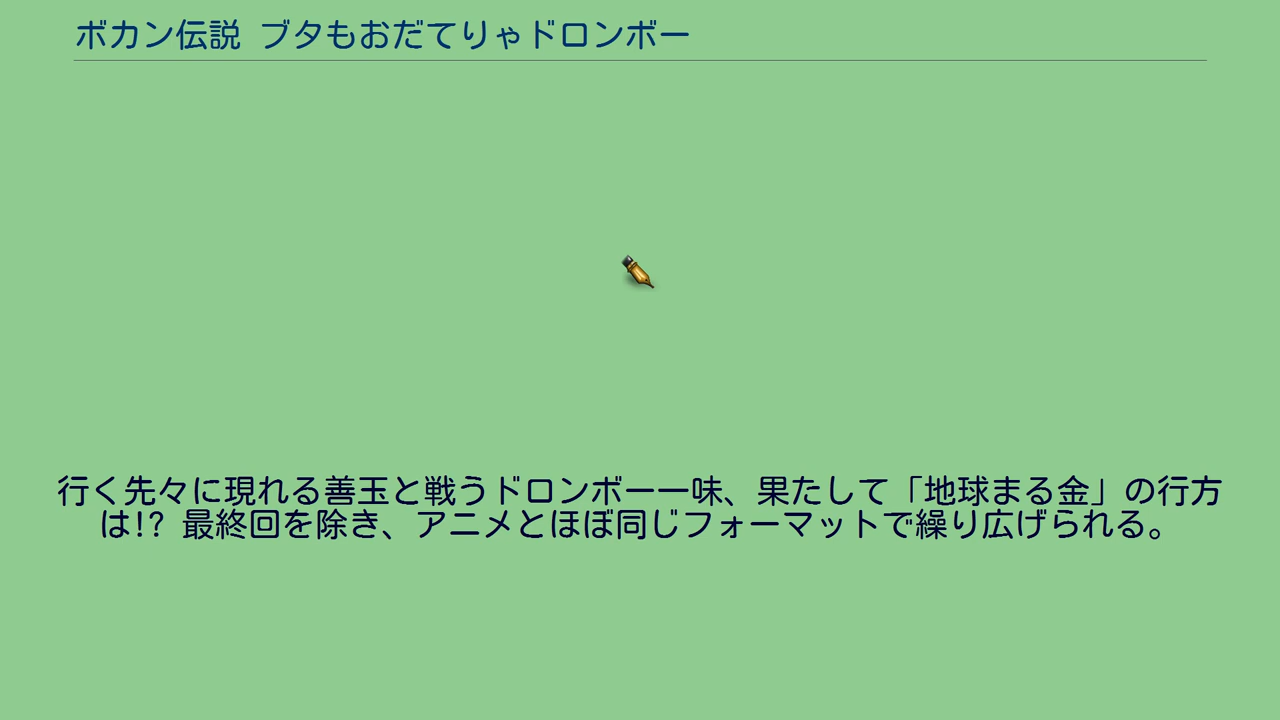 ボカン伝説 ブタもおだてりゃドロンボー
行く先々に現れる善玉と戦うドロンボー一味、果たして「地球まる金」の行方
は!? 最終回を除き、アニメとほぼ同じフォーマットで繰り広げられる。